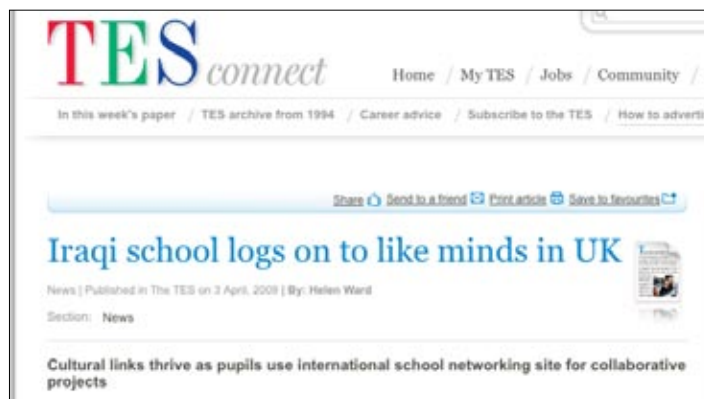 TES connect
Home / My TES / Jobs / Community /
In this week's paper / TES archive from 1994 / Career advice / Subscribe to the TES / How to adverti
Share Send to a friend Print article Save to favourites
Iraqi school logs on to like minds in UK
News | Published in The TES on 3 April, 2009 | By: Helen Ward
Section: News
Cultural links thrive as pupils use international school networking site for collaborative
projects